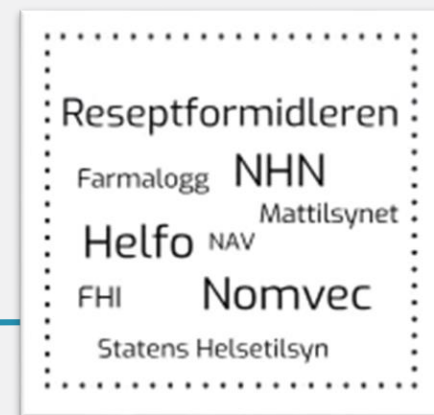 Reseptformidleren
Farmalogg NHN
Mattilsynet
Helfo NAV
FHI Nomvec
Statens Helsetilsyn